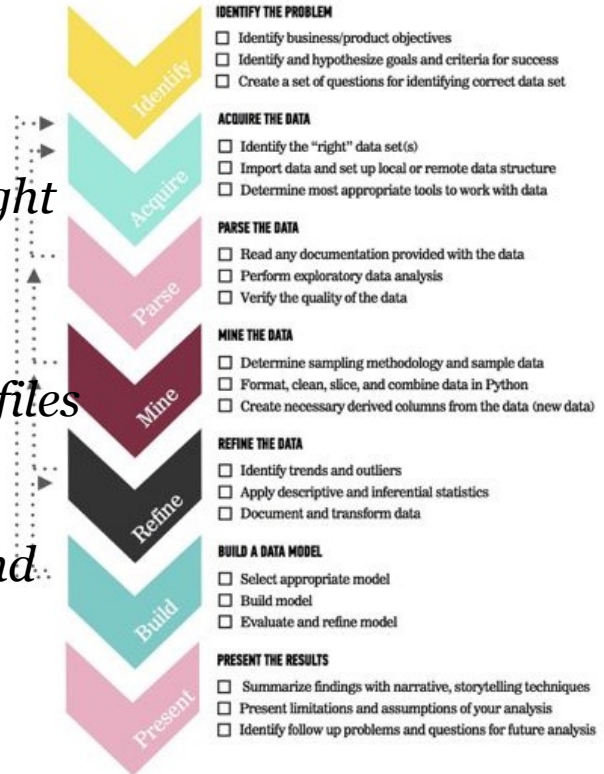 IDENTIFY THE PROBLEM
Identify business/product objectives
Identify and hypothesize goals and criteria for success
Create a set of questions for identifying correct data set
Identify
ACQUIRE THE DATA
Identify the “right” data set(s)
Import data and set up local or remote data structure
Determine most appropriate tools to work with data
Acquire
ght
PARSE THE DATA
Read any documentation provided with the data
Perform exploratory data analysis
Verify the quality of the data
Parse
MINE THE DATA
Determine sampling methodology and sample data
Format, clean, slice, and combine data in Python
Create necessary derived columns from the data (new data)
Mine
files
REFINE THE DATA
Identify trends and outliers
Apply descriptive and inferential statistics
Document and transform data
Refine
nd
BUILD A DATA MODEL
Select appropriate model
Build model
Evaluate and refine model
Build
PRESENT THE RESULTS
Summarize findings with narrative, storytelling techniques
Present limitations and assumptions of your analysis
Identify follow up problems and questions for future analysis
Present